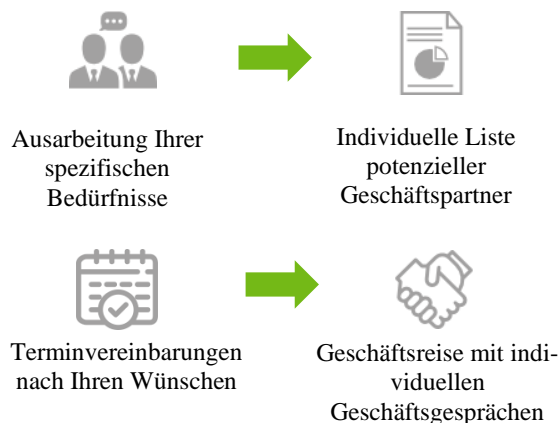 Ausarbeitung Ihrer
spezifischen
Bedürfnisse
Individuelle Liste
potenzieller
Geschäftspartner
Terminvereinbarungen
nach Ihren Wünschen
Geschäftsreise mit indi-
viduellen
Geschäftsgesprächen